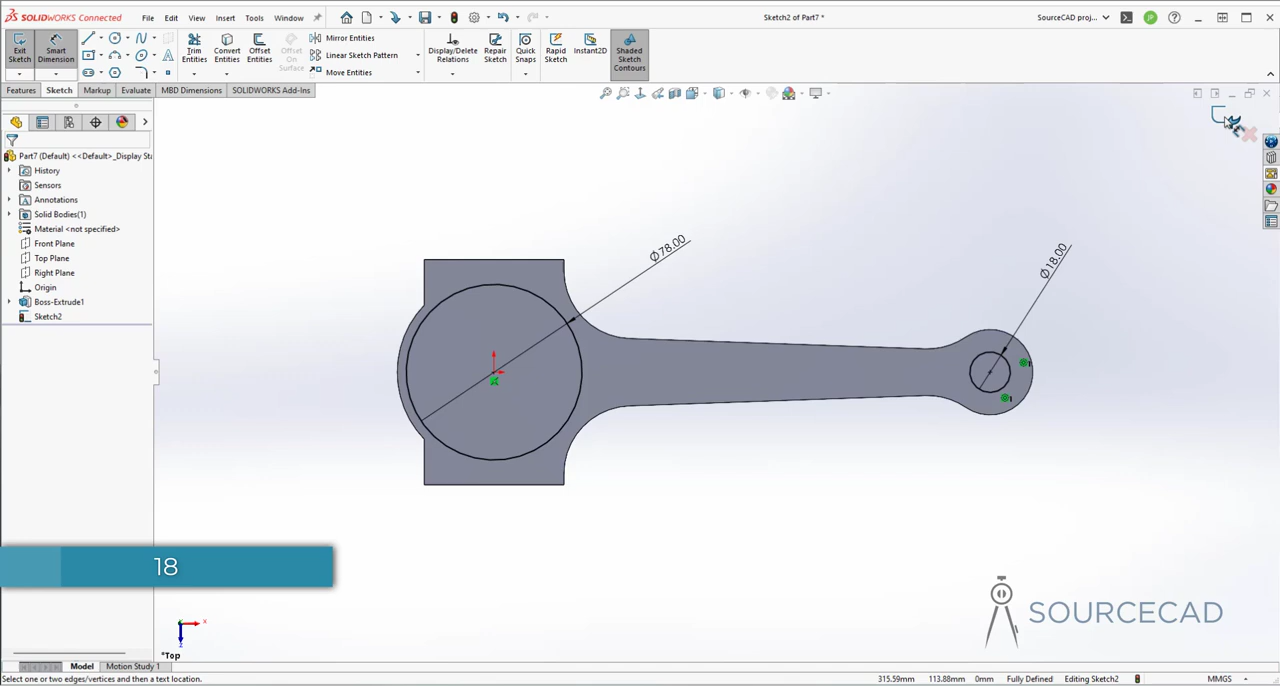 SOLIDWORKS Connected
File Edit View Insert Tools Window
Sketch2 of Part7 *
SourceCAD pro...
Exit Sketch
Smart Dimension
Trim Entities
Convert Entities
Offset Entities
Offset On Surface
Mirror Entities
Linear Sketch Pattern
Move Entities
Display/Delete Relations
Repair Sketch
Quick Snaps
Rapid Sketch
Instant2D
Shaded Sketch Contours
Features Sketch Markup Evaluate MBD Dimensions SOLIDWORKS Add-Ins
Part7 (Default) <<Default>_Display Sta
History
Sensors
Annotations
Solid Bodies(1)
Material <not specified>
Front Plane
Top Plane
Right Plane
Origin
Boss-Extrude1
Sketch2
Ø78.00
Ø18.00
18
SOURCECAD
*Top
Model Motion Study 1
Select one or two edges/vertices and then a text location.
315.59mm 113.88mm 0mm Fully Defined Editing Sketch2 MMGS